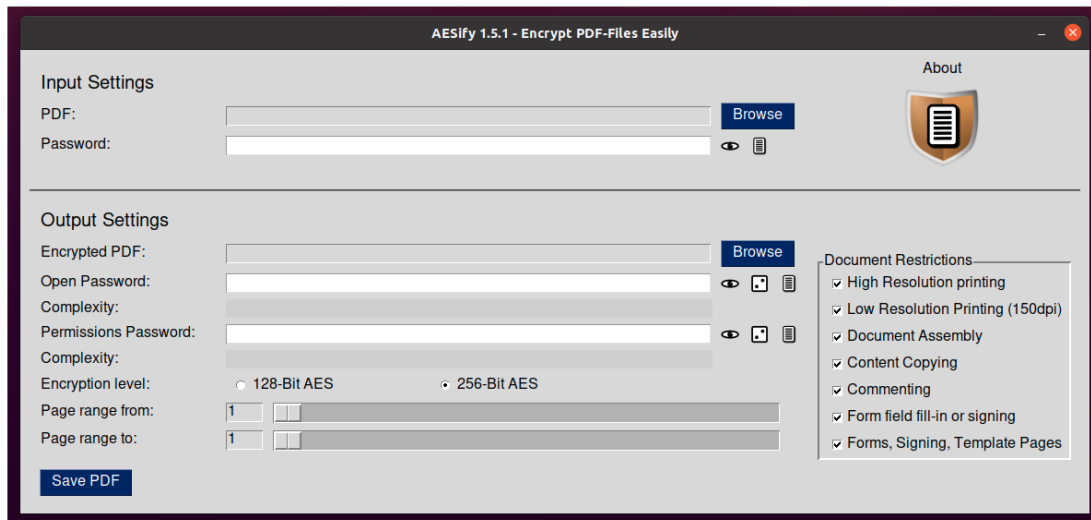 AESify 1.5.1 - Encrypt PDF-Files Easily
About
Input Settings
PDF:
Browse
Password:
Output Settings
Encrypted PDF:
Browse
Open Password:
Complexity:
Permissions Password:
Complexity:
Encryption level:
128-Bit AES
256-Bit AES
Page range from:
1
Page range to:
1
Save PDF
Document Restrictions
High Resolution printing
Low Resolution Printing (150dpi)
Document Assembly
Content Copying
Commenting
Form field fill-in or signing
Forms, Signing, Template Pages